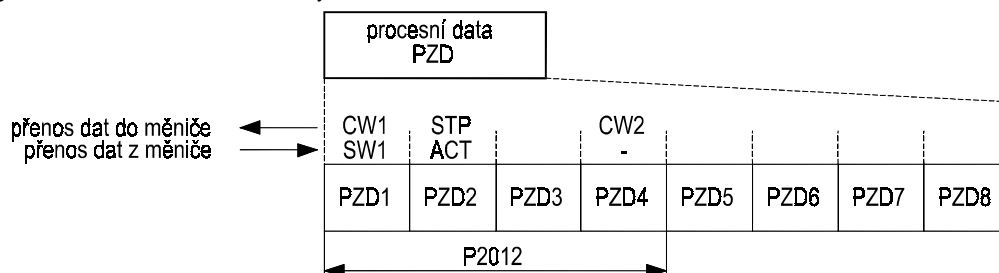 procesní data
PZD
přenos dat do měniče CW1 STP CW2
přenos dat z měniče SW1 ACT -
PZD1 PZD2 PZD3 PZD4 PZD5 PZD6 PZD7 PZD8
P2012